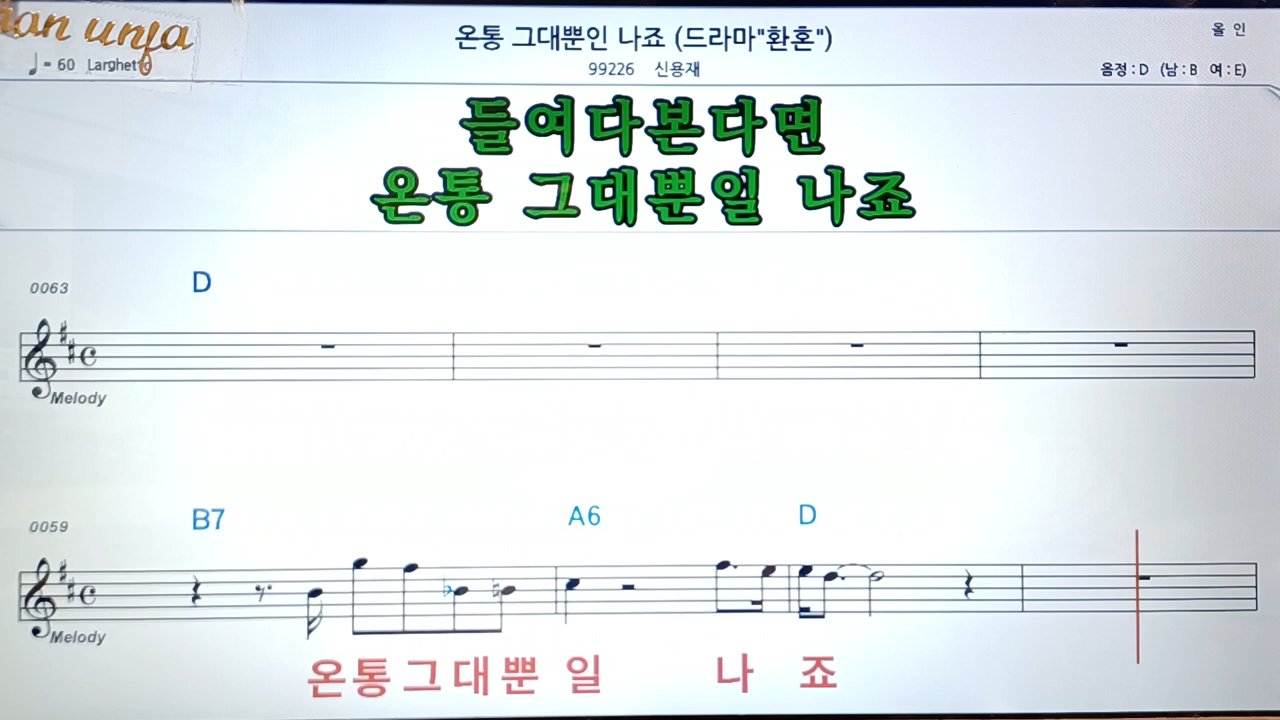 온통 그대뿐인 나죠 (드라마"환혼")
올 인
♩= 60 Larghetto
99226 신용재
음정 : D (남 : B 여 : E)
들여다본다면
온통 그대뿐일 나죠
0063 D
Melody
0059 B7 A6 D
Melody
온통그대뿐 일 나 죠